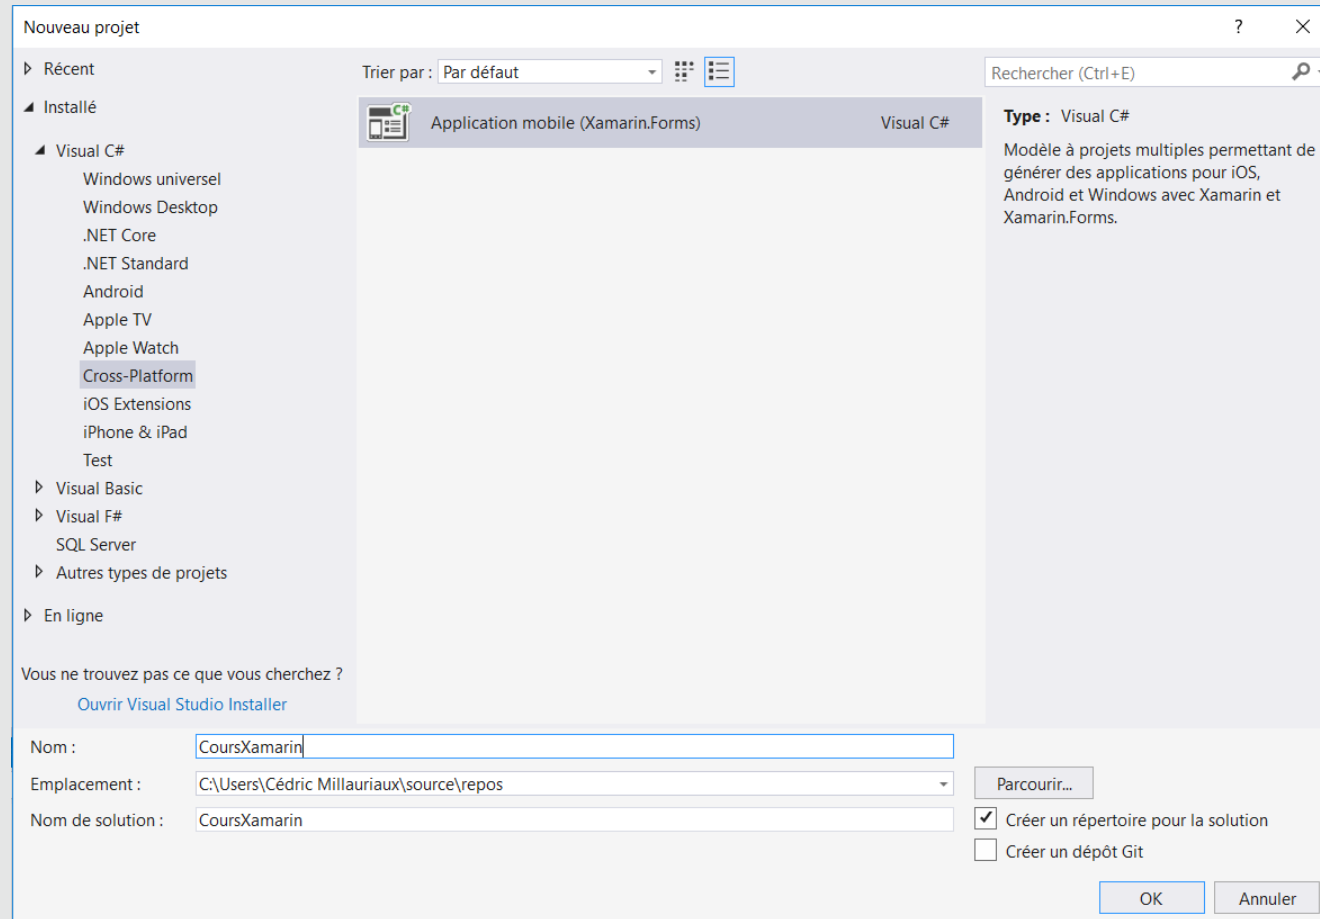 Nouveau projet
?
Récent
Installé
Visual C#
Windows universel
Windows Desktop
.NET Core
.NET Standard
Android
Apple TV
Apple Watch
Cross-Platform
iOS Extensions
iPhone & iPad
Test
Visual Basic
Visual F#
SQL Server
Autres types de projets
En ligne
Vous ne trouvez pas ce que vous cherchez ?
Ouvrir Visual Studio Installer
Trier par : Par défaut
C# Application mobile (Xamarin.Forms) Visual C#
Rechercher (Ctrl+E)
Type : Visual C#
Modèle à projets multiples permettant de
générer des applications pour iOS,
Android et Windows avec Xamarin et
Xamarin.Forms.
Nom : CoursXamarin
Emplacement : C:\Users\Cédric Millauriaux\source\repos
Parcourir...
Nom de solution : CoursXamarin
Créer un répertoire pour la solution
Créer un dépôt Git
OK Annuler